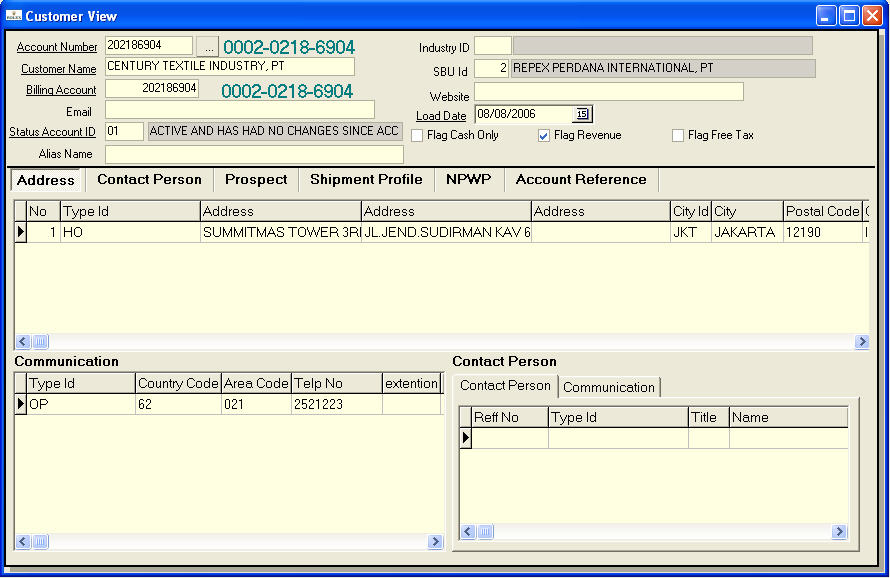 Customer View
Account Number 202186904 ... 0002-0218-6904 Industry ID
Customer Name CENTURY TEXTILE INDUSTRY, PT SBU Id 2 REPEX PERDANA INTERNATIONAL, PT
Billing Account 202186904 0002-0218-6904 Website
Email Load Date 08/08/2006 15
Status Account ID 01 ACTIVE AND HAS HAD NO CHANGES SINCE ACC Flag Cash Only Flag Revenue Flag Free Tax
Alias Name
Address Contact Person Prospect Shipment Profile NPWP Account Reference
No Type Id Address Address Address City Id City Postal Code
1 HO SUMMITMAS TOWER 3R JL.JEND.SUDIRMAN KAV 6 JKT JAKARTA 12190
Communication Contact Person
Contact Person Communication
Type Id Country Code Area Code Telp No extention
OP 62 021 2521223
Reff No Type Id Title Name